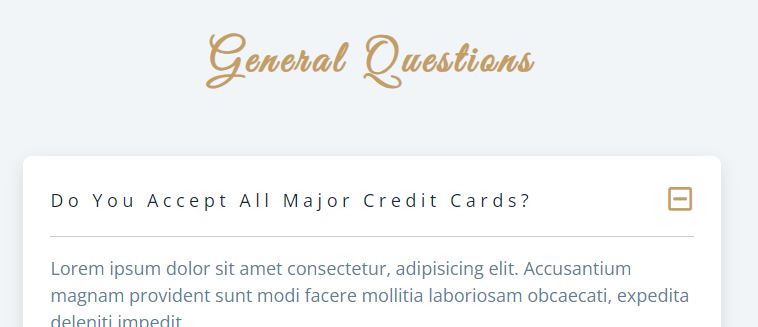 General Questions
Do You Accept All Major Credit Cards?
Lorem ipsum dolor sit amet consectetur, adipisicing elit. Accusantium
magnam provident sunt modi facere mollitia laboriosam obcaecati, expedita
deleniti impedit